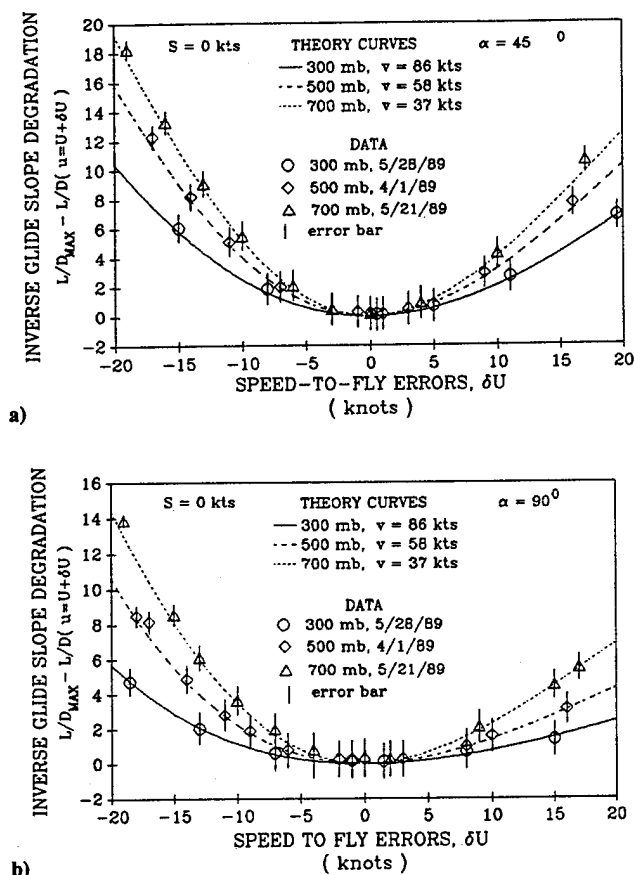 S = 0 kts THEORY CURVES α = 45 0
300 mb, v = 86 kts
500 mb, v = 58 kts
700 mb, v = 37 kts
DATA
300 mb, 5/28/89
500 mb, 4/1/89
700 mb, 5/21/89
error bar
INVERSE GLIDE SLOPE DEGRADATION
L/D_MAX - L/D( u=U+δU )
20
18
16
14
12
10
8
6
4
2
0
-2
-20 -15 -10 -5 0 5 10 15 20
SPEED-TO-FLY ERRORS, δU
( knots )
a)
S = 0 kts THEORY CURVES α = 90 0
300 mb, v = 86 kts
500 mb, v = 58 kts
700 mb, v = 37 kts
DATA
300 mb, 5/28/89
500 mb, 4/1/89
700 mb, 5/21/89
error bar
INVERSE GLIDE SLOPE DEGRADATION
L/D_MAX - L/D( u=U+δU )
16
14
12
10
8
6
4
2
0
-2
-20 -15 -10 -5 0 5 10 15 20
SPEED TO FLY ERRORS, δU
( knots )
b)